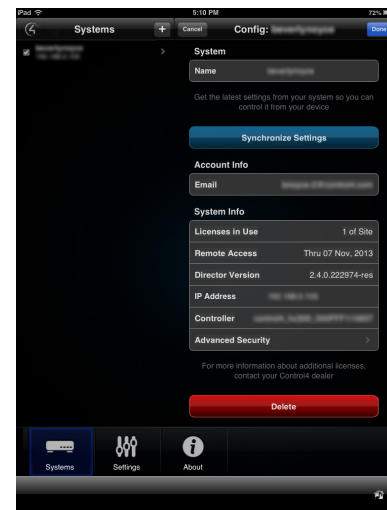 iPad
5:10 PM
72%
Systems
+
Cancel
Config:
Done
System
Name
Get the latest settings from your system so you can
control it from your device
Synchronize Settings
Account Info
Email
System Info
Licenses in Use 1 of Site
Remote Access Thru 07 Nov, 2013
Director Version 2.4.0.222974-res
IP Address
Controller
Advanced Security
For more information about additional licenses,
contact your Control4 dealer
Delete
Systems
Settings
About